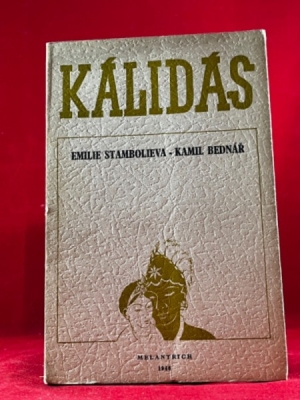 KÁLIDÁS
EMILIE STAMBOLIEVA - KAMIL BEDNÁŘ
MELANTRICH